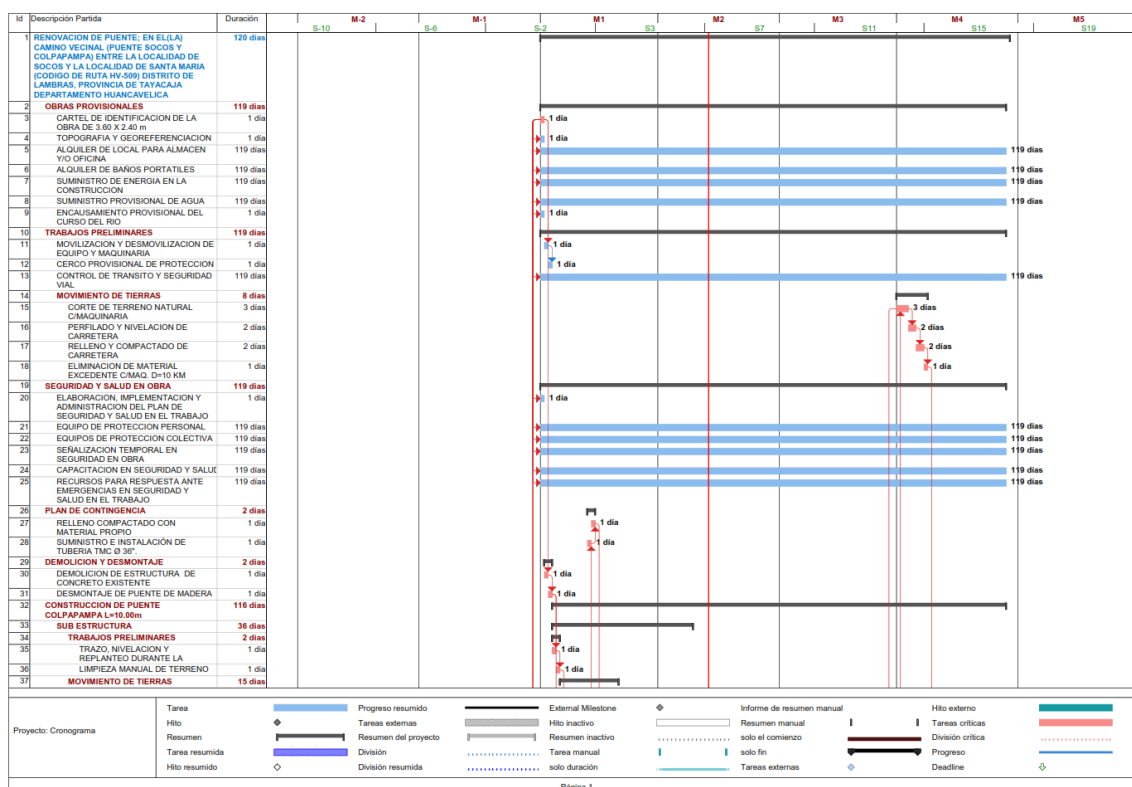 Id Descripción Partida Duración M-2 M-1 M1 M2 M3 M4 M5
S-10 S-6 S-2 S3 S7 S11 S15 S19
1 RENOVACION DE PUENTE; EN EL(LA) 120 días
CAMINO VECINAL (PUENTE SOCOS Y
COLPAPAMPA) ENTRE LA LOCALIDAD DE
SOCOS Y LA LOCALIDAD DE SANTA MARIA
(CODIGO DE RUTA HV-509) DISTRITO DE
LAMBRAS, PROVINCIA DE TAYACAJA
DEPARTAMENTO HUANCAVELICA
2 OBRAS PROVISIONALES 119 días
3 CARTEL DE IDENTIFICACION DE LA 1 día 1 día
OBRA DE 3.60 X 2.40 m
4 TOPOGRAFIA Y GEOREFERENCIACION 1 día 1 día
5 ALQUILER DE LOCAL PARA ALMACEN 119 días 119 días
Y/O OFICINA
6 ALQUILER DE BAÑOS PORTATILES 119 días 119 días
7 SUMINISTRO DE ENERGIA EN LA 119 días 119 días
CONSTRUCCION
8 SUMINISTRO PROVISIONAL DE AGUA 119 días 119 días
9 ENCAUSAMIENTO PROVISIONAL DEL 1 día 1 día
CURSO DEL RIO
10 TRABAJOS PRELIMINARES 119 días
11 MOVILIZACION Y DESMOVILIZACION DE 1 día 1 día
EQUIPO Y MAQUINARIA
12 CERCO PROVISIONAL DE PROTECCION 1 día 1 día
13 CONTROL DE TRANSITO Y SEGURIDAD 119 días 119 días
VIAL
14 MOVIMIENTO DE TIERRAS 8 días
15 CORTE DE TERRENO NATURAL 3 días 3 días
C/MAQUINARIA
16 PERFILADO Y NIVELACION DE 2 días 2 días
CARRETERA
17 RELLENO Y COMPACTADO DE 2 días 2 días
CARRETERA
18 ELIMINACION DE MATERIAL 1 día 1 día
EXCEDENTE C/MAQ. D=10 KM
19 SEGURIDAD Y SALUD EN OBRA 119 días
20 ELABORACION, IMPLEMENTACION Y 1 día 1 día
ADMINISTRACION DEL PLAN DE
SEGURIDAD Y SALUD EN EL TRABAJO
21 EQUIPO DE PROTECCION PERSONAL 119 días 119 días
22 EQUIPOS DE PROTECCION COLECTIVA 119 días 119 días
23 SEÑALIZACION TEMPORAL EN 119 días 119 días
SEGURIDAD EN OBRA
24 CAPACITACION EN SEGURIDAD Y SALUD 119 días 119 días
25 RECURSOS PARA RESPUESTA ANTE 119 días 119 días
EMERGENCIAS EN SEGURIDAD Y
SALUD EN EL TRABAJO
26 PLAN DE CONTINGENCIA 2 días
27 RELLENO COMPACTADO CON 1 día 1 día
MATERIAL PROPIO
28 SUMINISTRO E INSTALACIÓN DE 1 día 1 día
TUBERIA TMC Ø 36".
29 DEMOLICION Y DESMONTAJE 2 días
30 DEMOLICION DE ESTRUCTURA DE 1 día 1 día
CONCRETO EXISTENTE
31 DESMONTAJE DE PUENTE DE MADERA 1 día 1 día
32 CONSTRUCCION DE PUENTE 116 días
COLPAPAMPA L=10.00m
33 SUB ESTRUCTURA 36 días
34 TRABAJOS PRELIMINARES 2 días
35 TRAZO, NIVELACION Y 1 día 1 día
REPLANTEO DURANTE LA
36 LIMPIEZA MANUAL DE TERRENO 1 día 1 día
37 MOVIMIENTO DE TIERRAS 15 días
Proyecto: Cronograma
Tarea Progreso resumido External Milestone Informe de resumen manual Hito externo
Hito Tareas externas Hito inactivo Resumen manual Tareas críticas
Resumen Resumen del proyecto Resumen inactivo solo el comienzo División crítica
Tarea resumida División Tarea manual solo fin Progreso
Hito resumido División resumida solo duración Tareas externas Deadline
Página 1